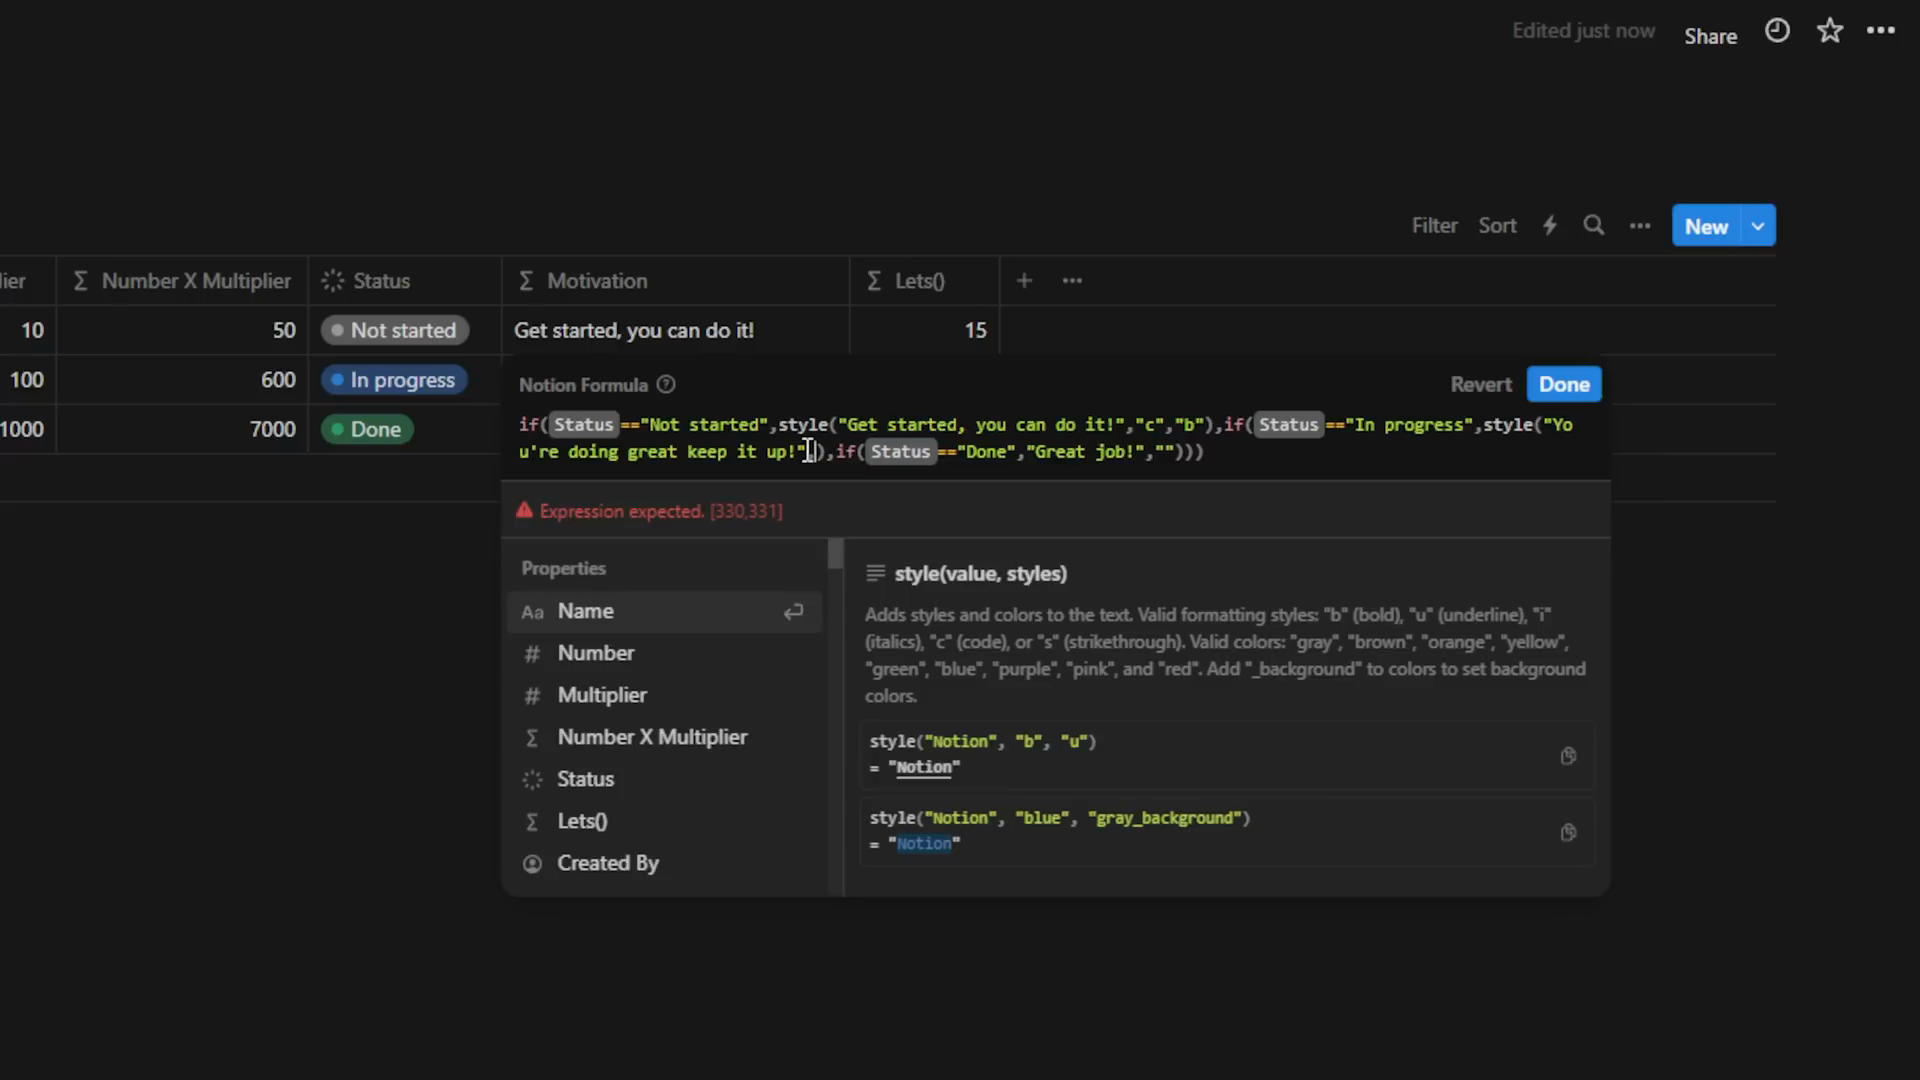 Edited just now Share
Filter Sort New
lier Number X Multiplier Status Motivation Lets()
10 50 Not started Get started, you can do it! 15
100 600 In progress
1000 7000 Done
Notion Formula Revert Done
if(Status=="Not started",style("Get started, you can do it!","c","b"),if(Status=="In progress",style("Yo
u're doing great keep it up!",),if(Status=="Done","Great job!","")))
Expression expected. [330,331]
Properties
Aa Name
# Number
# Multiplier
Σ Number X Multiplier
Status
Σ Lets()
Created By
style(value, styles)
Adds styles and colors to the text. Valid formatting styles: "b" (bold), "u" (underline), "i"
(italics), "c" (code), or "s" (strikethrough). Valid colors: "gray", "brown", "orange", "yellow",
"green", "blue", "purple", "pink", and "red". Add "_background" to colors to set background
colors.
style("Notion", "b", "u")
= "Notion"
style("Notion", "blue", "gray_background")
= "Notion"